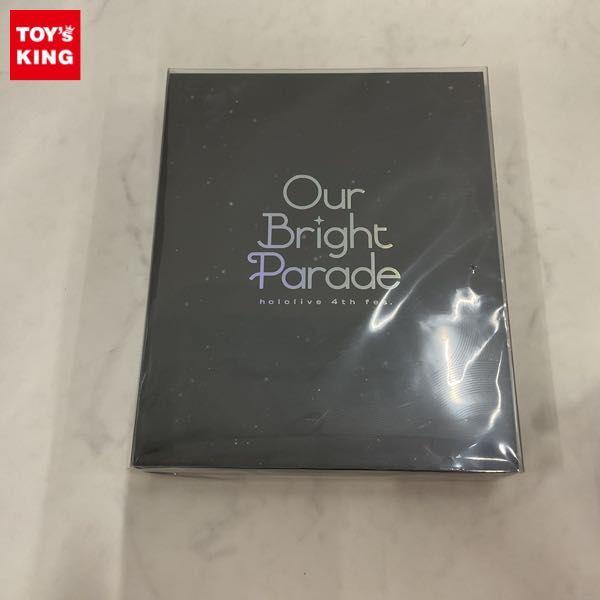 TOY's
KING
Our
Bright
Parade
hololive 4th fes.